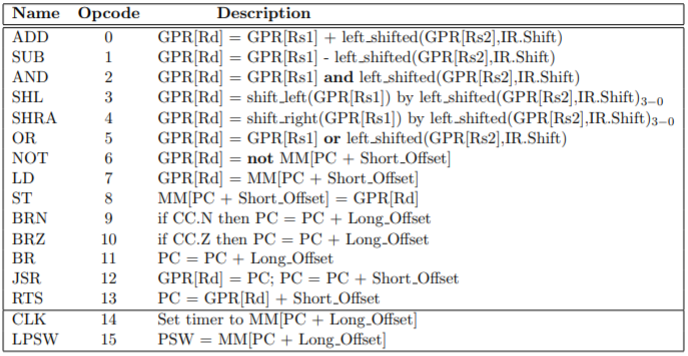 Name Opcode Description
ADD 0 GPR[Rd] = GPR[Rs1] + left_shifted(GPR[Rs2],IR.Shift)
SUB 1 GPR[Rd] = GPR[Rs1] - left_shifted(GPR[Rs2],IR.Shift)
AND 2 GPR[Rd] = GPR[Rs1] and left_shifted(GPR[Rs2],IR.Shift)
SHL 3 GPR[Rd] = shift_left(GPR[Rs1]) by left_shifted(GPR[Rs2],IR.Shift)₃₋₀
SHRA 4 GPR[Rd] = shift_right(GPR[Rs1]) by left_shifted(GPR[Rs2],IR.Shift)₃₋₀
OR 5 GPR[Rd] = GPR[Rs1] or left_shifted(GPR[Rs2],IR.Shift)
NOT 6 GPR[Rd] = not MM[PC + Short_Offset]
LD 7 GPR[Rd] = MM[PC + Short_Offset]
ST 8 MM[PC + Short_Offset] = GPR[Rd]
BRN 9 if CC.N then PC = PC + Long_Offset
BRZ 10 if CC.Z then PC = PC + Long_Offset
BR 11 PC = PC + Long_Offset
JSR 12 GPR[Rd] = PC; PC = PC + Short_Offset
RTS 13 PC = GPR[Rd] + Short_Offset
CLK 14 Set timer to MM[PC + Long_Offset]
LPSW 15 PSW = MM[PC + Long_Offset]